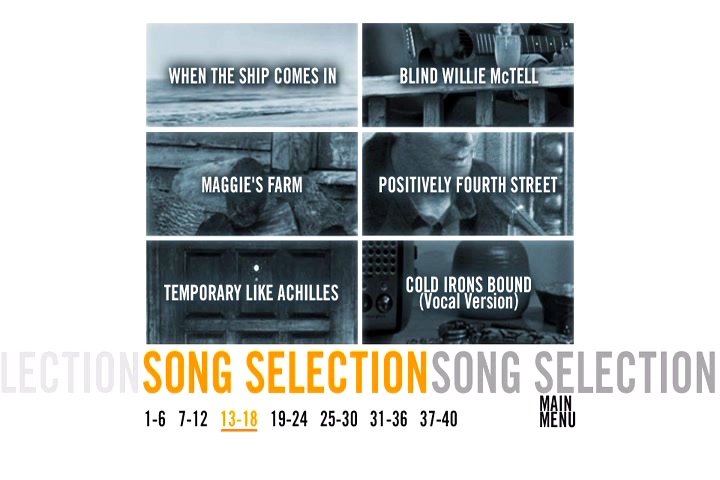 WHEN THE SHIP COMES IN
BLIND WILLIE McTELL
MAGGIE'S FARM
POSITIVELY FOURTH STREET
TEMPORARY LIKE ACHILLES
COLD IRONS BOUND
(Vocal Version)
LECTION SONG SELECTION SONG SELECTION
1-6 7-12 13-18 19-24 25-30 31-36 37-40
MAIN
MENU